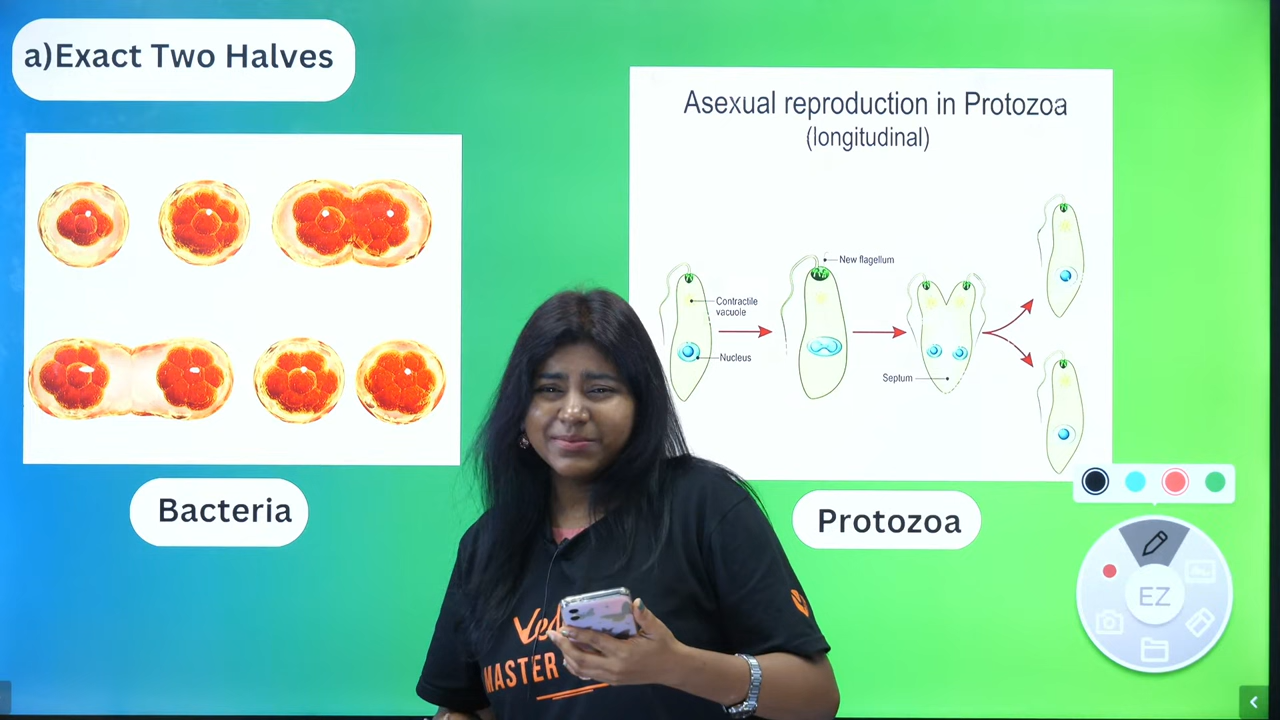 a)Exact Two Halves
Asexual reproduction in Protozoa
(longitudinal)
New flagellum
Contractile
vacuole
Nucleus
Septum
Bacteria
Protozoa
EZ
MASTER